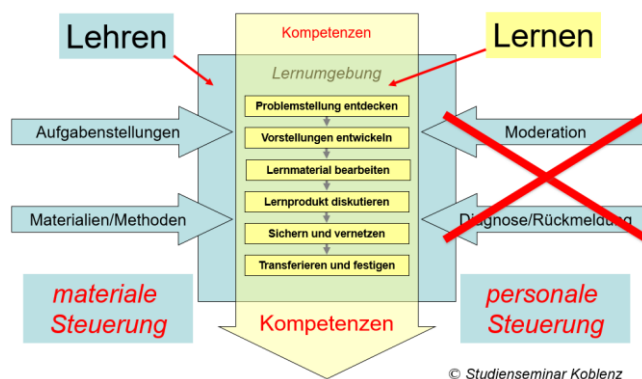 Lehren
Kompetenzen
Lernen
Lernumgebung
Problemstellung entdecken
Aufgabenstellungen
Vorstellungen entwickeln
Moderation
Lernmaterial bearbeiten
Lernprodukt diskutieren
Materialien/Methoden
Diagnose/Rückmeldung
Sichern und vernetzen
Transferieren und festigen
materiale
Steuerung
Kompetenzen
personale
Steuerung
© Studienseminar Koblenz